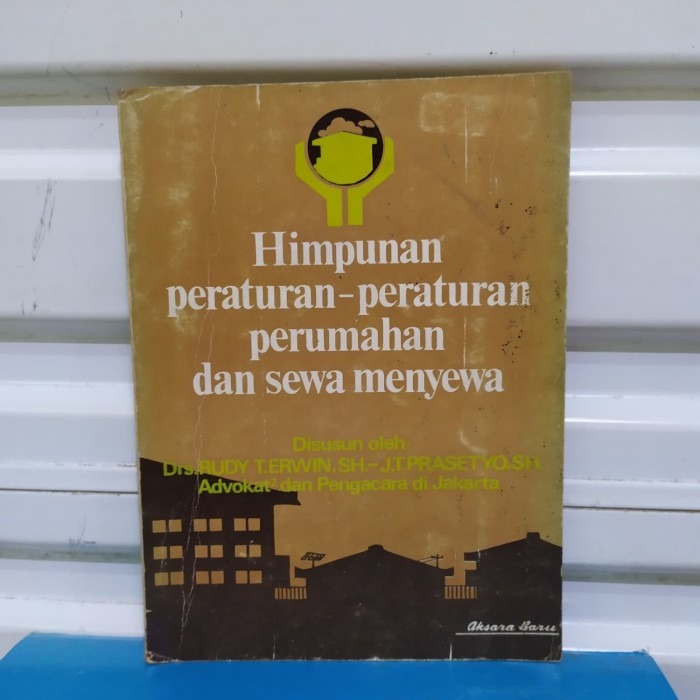 Himpunan
peraturan-peraturan
perumahan
dan sewa menyewa
Disusun oleh:
Drs. RUDY T. ERWIN. SH.- J.T. PRASETYO. SH.
Advokat² dan Pengacara di Jakarta
Aksara Baru